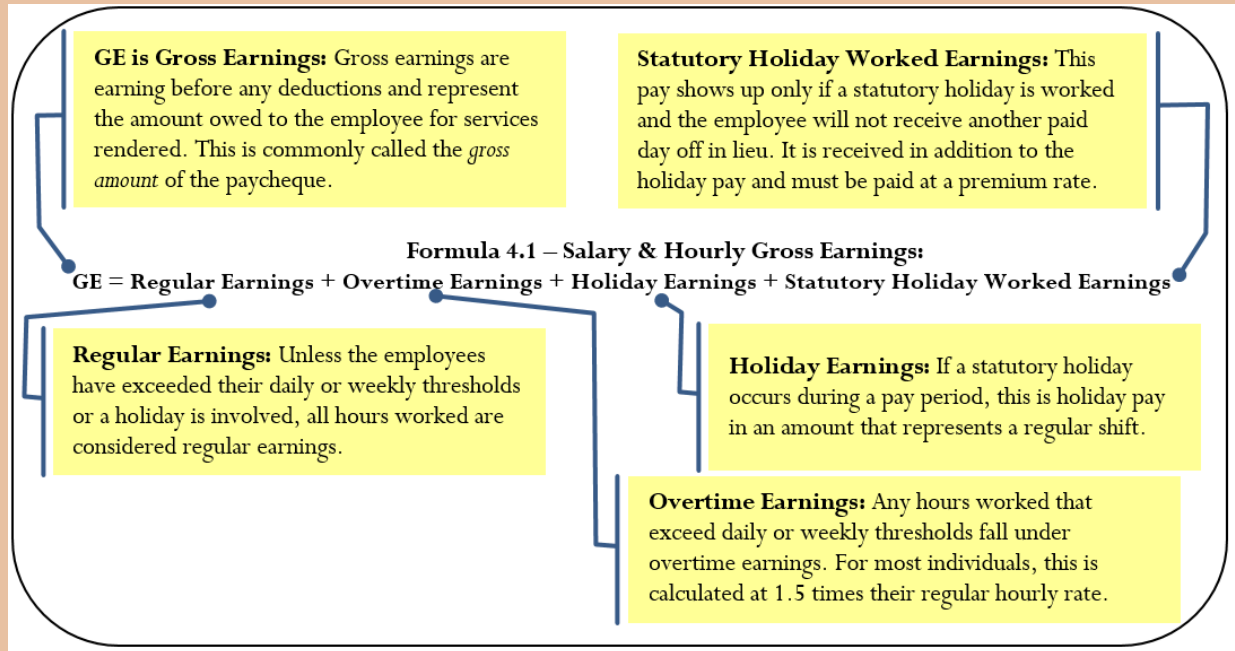 GE is Gross Earnings: Gross earnings are
earning before any deductions and represent
the amount owed to the employee for services
rendered. This is commonly called the gross
amount of the paycheque.
Statutory Holiday Worked Earnings: This
pay shows up only if a statutory holiday is worked
and the employee will not receive another paid
day off in lieu. It is received in addition to the
holiday pay and must be paid at a premium rate.
Formula 4.1 – Salary & Hourly Gross Earnings:
GE = Regular Earnings + Overtime Earnings + Holiday Earnings + Statutory Holiday Worked Earnings
Regular Earnings: Unless the employees
have exceeded their daily or weekly thresholds
or a holiday is involved, all hours worked are
considered regular earnings.
Holiday Earnings: If a statutory holiday
occurs during a pay period, this is holiday pay
in an amount that represents a regular shift.
Overtime Earnings: Any hours worked that
exceed daily or weekly thresholds fall under
overtime earnings. For most individuals, this is
calculated at 1.5 times their regular hourly rate.